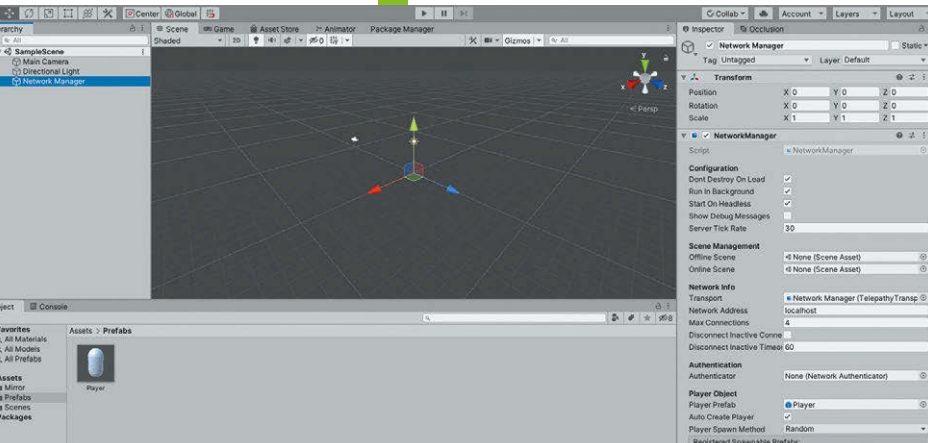 Center Global Collab Account Layers Layout
erarchy
All
SampleScene
Main Camera
Directional Light
Network Manager
Scene Game Asset Store Animator Package Manager
Shaded 2D 0 Gizmos All
y
x z
Persp
Inspector Occlusion
Network Manager Static
Tag Untagged Layer Default
Transform
Position X 0 Y 0 Z 0
Rotation X 0 Y 0 Z 0
Scale X 1 Y 1 Z 1
NetworkManager
Script NetworkManager
Configuration
Dont Destroy On Load
Run In Background
Start On Headless
Show Debug Messages
Server Tick Rate 30
Scene Management
Offline Scene None (Scene Asset)
Online Scene None (Scene Asset)
Network Info
Transport Network Manager (TelepathyTransp
Network Address localhost
Max Connections 4
Disconnect Inactive Conne
Disconnect Inactive Timeo 60
Authentication
Authenticator None (Network Authenticator)
Player Object
Player Prefab Player
Auto Create Player
Player Spawn Method Random
Registered Spawnable Prefabs:
oject Console
8
avorites
All Materials
All Models
All Prefabs
Assets
Mirror
Prefabs
Scenes
Packages
Assets > Prefabs
Player